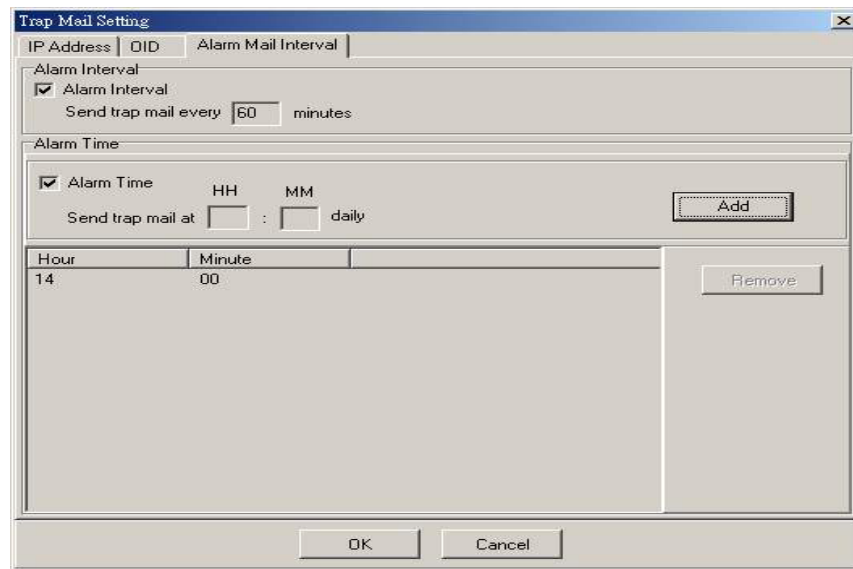 Trap Mail Setting
IP Address OID Alarm Mail Interval
Alarm Interval
Alarm Interval
Send trap mail every 60 minutes
Alarm Time
Alarm Time
HH MM
Send trap mail at : daily
Add
Hour Minute
14 00
Remove
OK Cancel